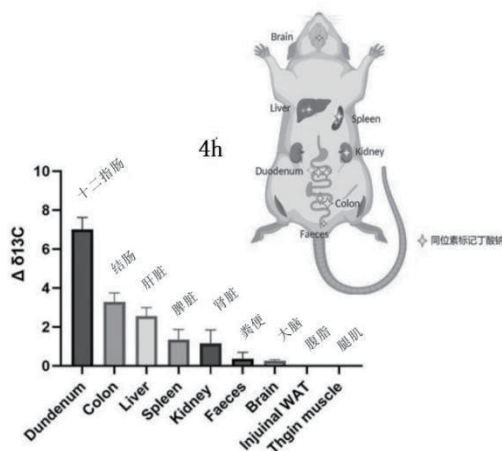 Brain
Liver
Spleen
4h
Kidney
Duodenum
Colon
Faeces
同位素标记丁酸钠
Δ δ13C
10
8
6
4
2
0
十二指肠
结肠
肝脏
脾脏
肾脏
粪便
大脑
腹脂
腿肌
Dundenum
Colon
Liver
Spleen
Kidney
Faeces
Brain
Injuinal WAT
Thgin muscle